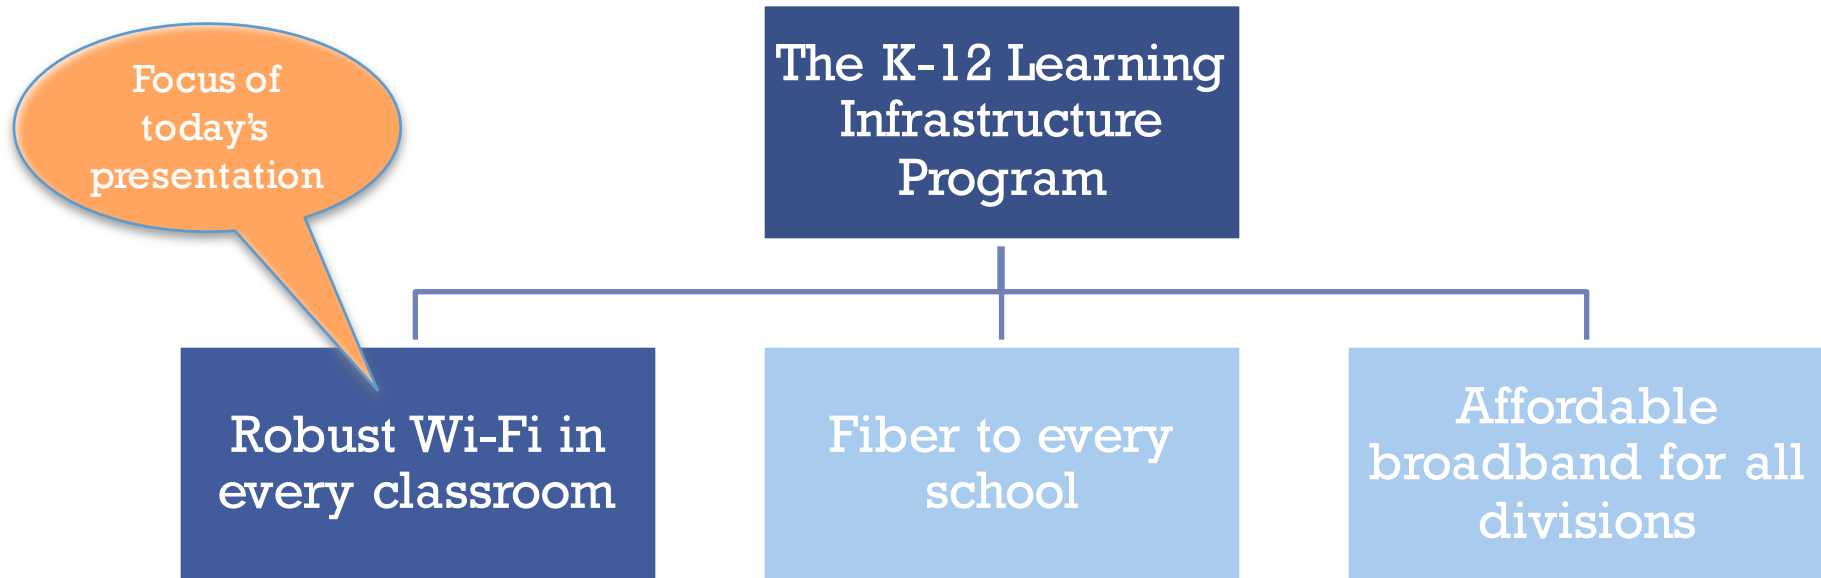 Focus of
today's
presentation
The K-12 Learning
Infrastructure
Program
Robust Wi-Fi in
every classroom
Fiber to every
school
Affordable
broadband for all
divisions